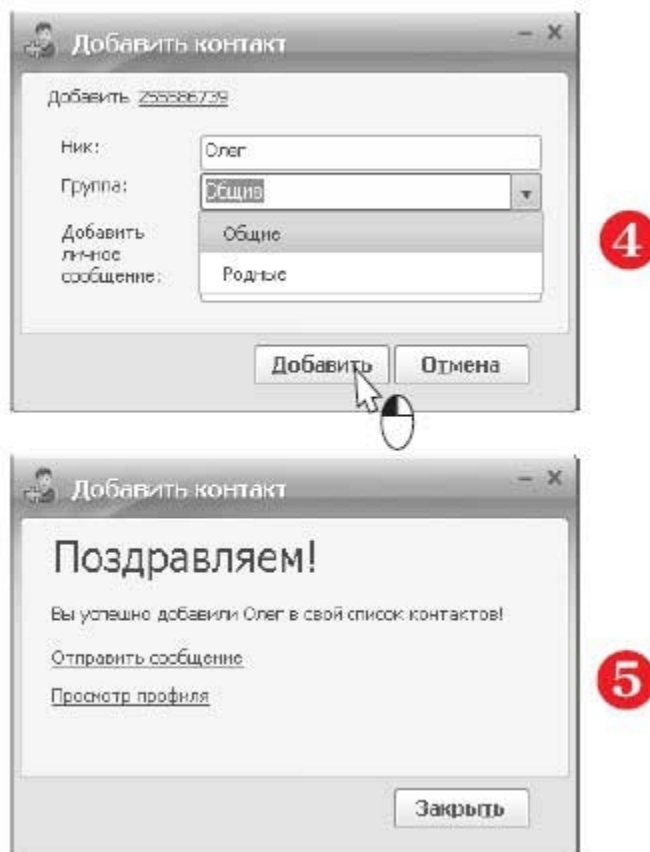 Добавить контакт
Добавить 255586739
Ник: Олег
Группа: Общие
Общие
Родные
Добавить
личное
сообщение:
Добавить Отмена
4
Добавить контакт
Поздравляем!
Вы успешно добавили Олег в свой список контактов!
Отправить сообщение
Просмотр профиля
Закрыть
5